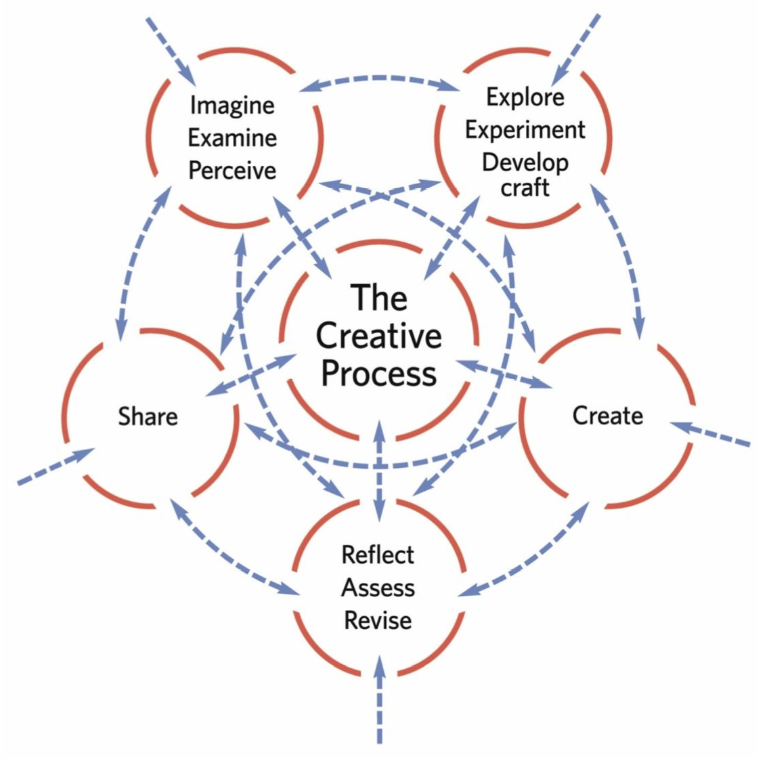 Imagine
Examine
Perceive
Explore
Experiment
Develop
craft
The
Creative
Process
Share
Create
Reflect
Assess
Revise